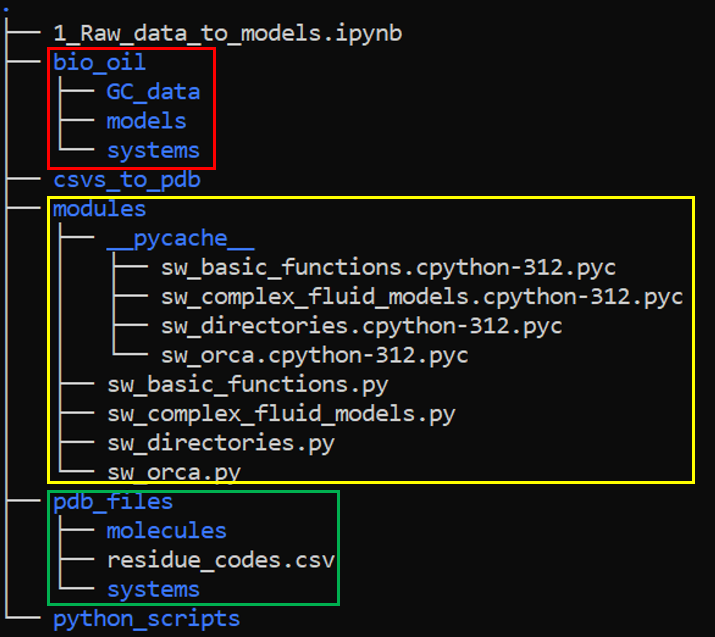 .
├── 1_Raw_data_to_models.ipynb
├── bio_oil
│   ├── GC_data
│   ├── models
│   └── systems
├── csvs_to_pdb
├── modules
│   ├── __pycache__
│   │   ├── sw_basic_functions.cpython-312.pyc
│   │   ├── sw_complex_fluid_models.cpython-312.pyc
│   │   ├── sw_directories.cpython-312.pyc
│   │   └── sw_orca.cpython-312.pyc
│   ├── sw_basic_functions.py
│   ├── sw_complex_fluid_models.py
│   ├── sw_directories.py
│   └── sw_orca.py
├── pdb_files
│   ├── molecules
│   ├── residue_codes.csv
│   └── systems
└── python_scripts